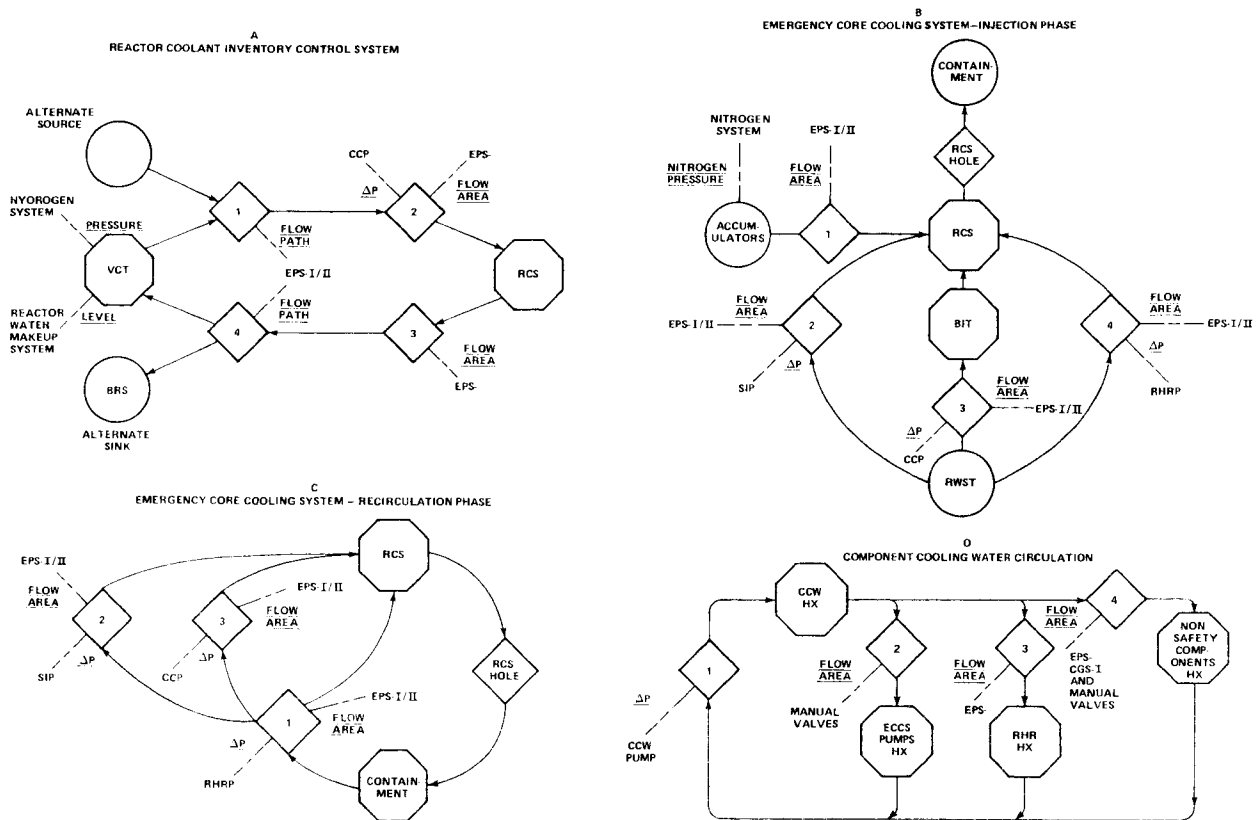 A
REACTOR COOLANT INVENTORY CONTROL SYSTEM
ALTERNATE
SOURCE
CCP
EPS-
ΔP
FLOW
AREA
1
2
HYOROGEN
SYSTEM
PRESSURE
FLOW
PATH
EPS-I/II
VCT
RCS
REACTOR
WATER
MAKEUP
SYSTEM
LEVEL
FLOW
PATH
4
3
FLOW
AREA
EPS-
BRS
ALTERNATE
SINK
B
EMERGENCY CORE COOLING SYSTEM-INJECTION PHASE
CONTAIN-
MENT
NITROGEN
SYSTEM
EPS-I/II
RCS
HOLE
NITROGEN
PRESSURE
FLOW
AREA
ACCUM-
ULATORS
1
RCS
FLOW
AREA
EPS-I/II
2
ΔP
SIP
BIT
FLOW
AREA
4
EPS-I/II
ΔP
RHRP
FLOW
AREA
3
EPS-I/II
ΔP
CCP
RWST
C
EMERGENCY CORE COOLING SYSTEM – RECIRCULATION PHASE
RCS
EPS-I/II
FLOW
AREA
2
ΔP
SIP
EPS-I/II
3
FLOW
AREA
ΔP
CCP
RCS
HOLE
EPS-I/II
1
FLOW
AREA
ΔP
RHRP
CONTAIN-
MENT
O
COMPONENT COOLING WATER CIRCULATION
CCW
HX
1
ΔP
CCW
PUMP
2
FLOW
AREA
MANUAL
VALVES
ECCS
PUMPS
HX
3
FLOW
AREA
EPS-
RHR
HX
FLOW
AREA
4
EPS-
CGS-I
AND
MANUAL
VALVES
NON
SAFETY
COMPO-
NENTS
HX